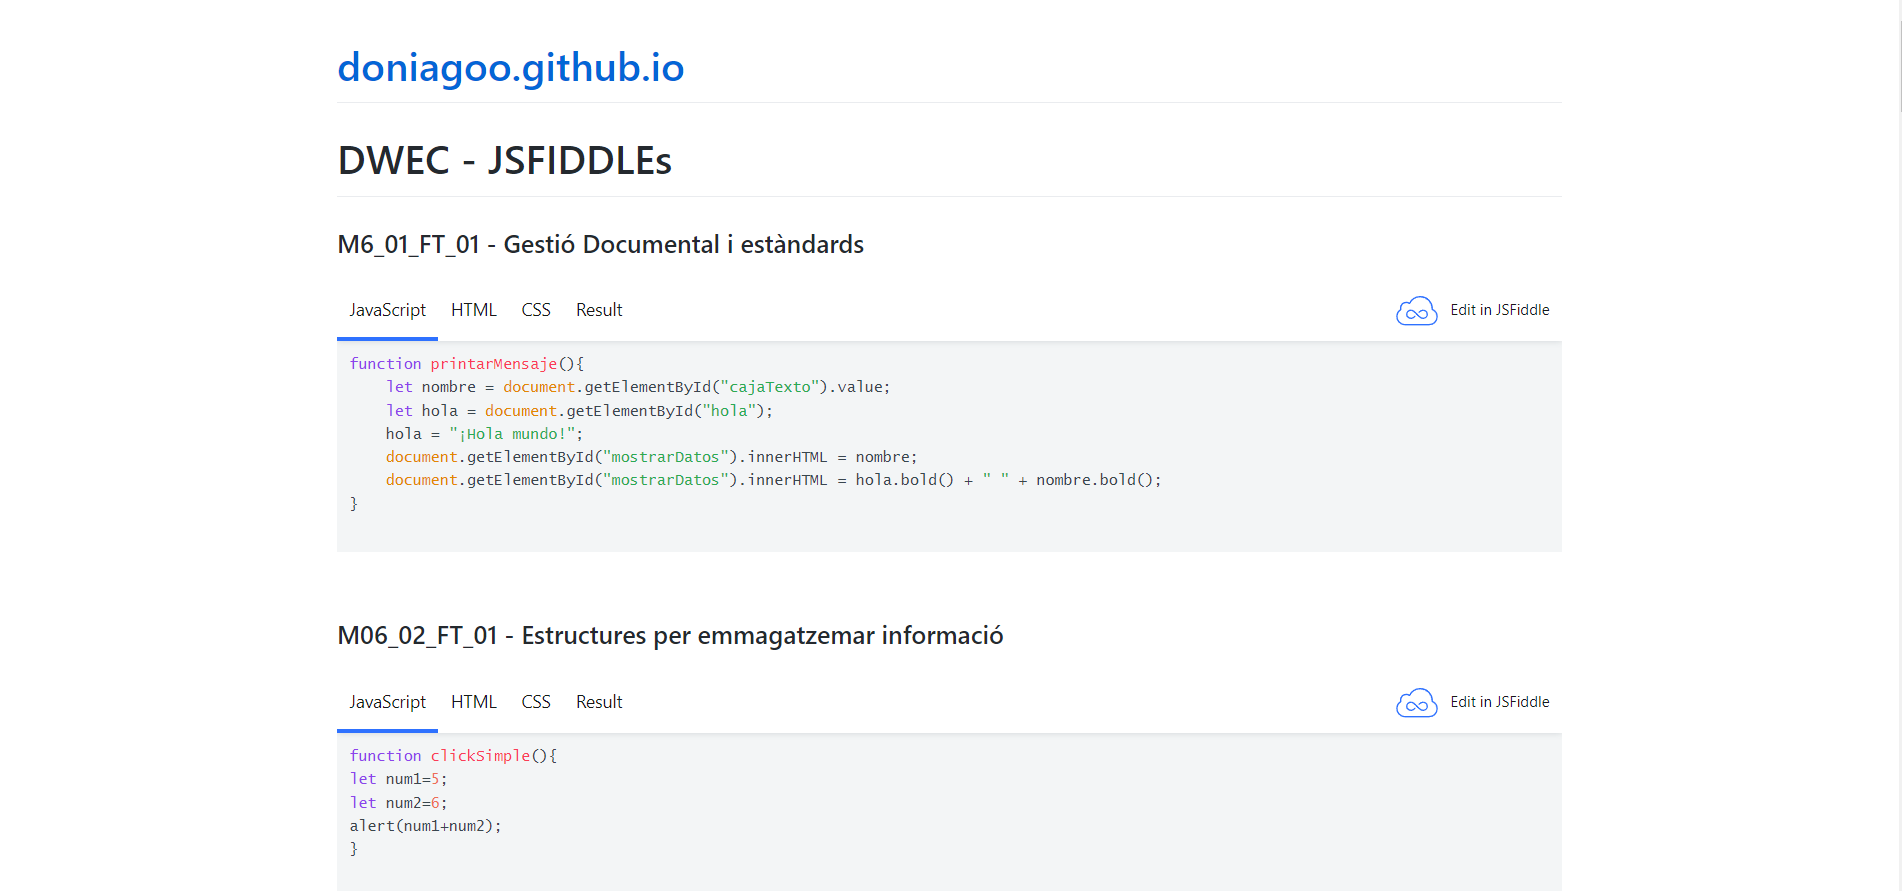 doniagoo.github.io
DWEC - JSFIDDLEs
M6_01_FT_01 - Gestió Documental i estàndards
JavaScript HTML CSS Result Edit in JSFiddle
function printarMensaje(){
    let nombre = document.getElementById("cajaTexto").value;
    let hola = document.getElementById("hola");
    hola = "¡Hola mundo!";
    document.getElementById("mostrarDatos").innerHTML = nombre;
    document.getElementById("mostrarDatos").innerHTML = hola.bold() + " " + nombre.bold();
}
M06_02_FT_01 - Estructures per emmagatzemar informació
JavaScript HTML CSS Result Edit in JSFiddle
function clickSimple(){
let num1=5;
let num2=6;
alert(num1+num2);
}